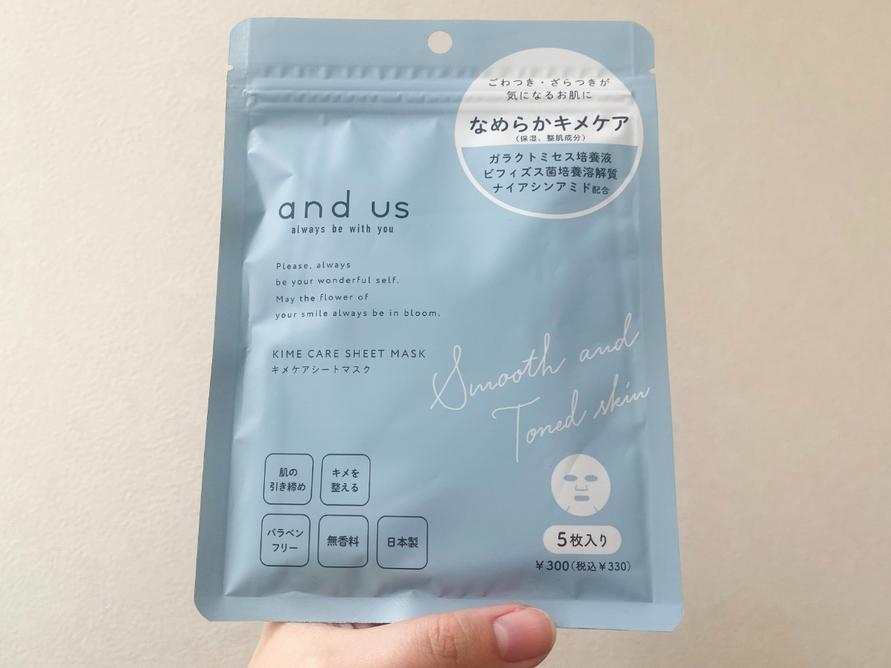 ごわつき・ざらつきが
気になるお肌に
なめらかキメケア
(保湿、整肌成分)
ガラクトミセス培養液
ビフィズス菌培養溶解質
ナイアシンアミド配合
and us
always be with you
Please, always
be your wonderful self.
May the flower of
your smile always be in bloom.
KIME CARE SHEET MASK
キメケアシートマスク
Smooth and
Toned skin
肌の
引き締め
キメを
整える
パラベン
フリー
無香料
日本製
5枚入り
¥300(税込¥330)